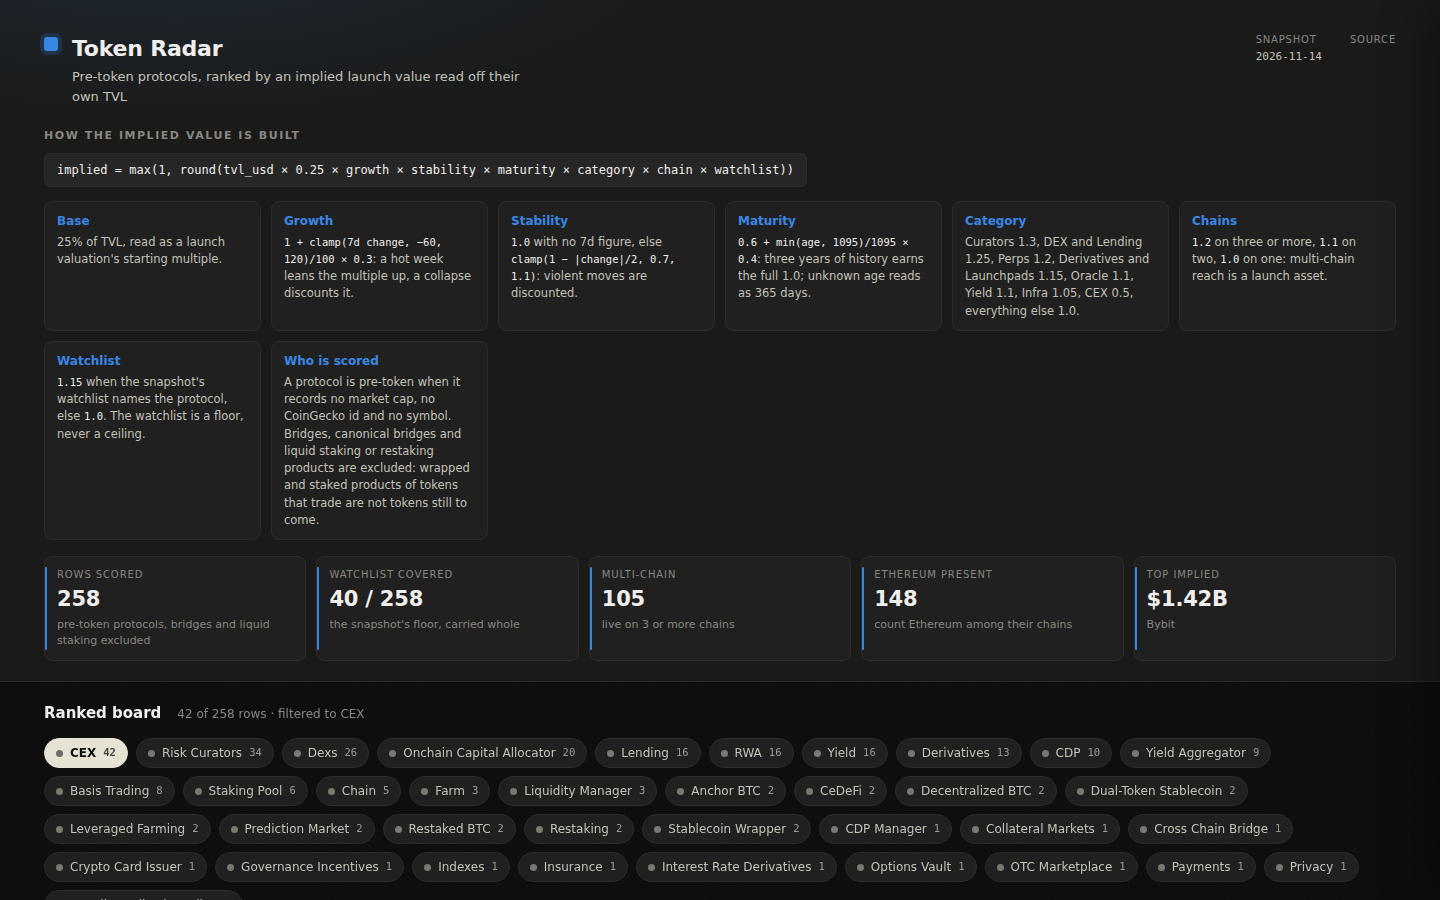 Token Radar
Pre-token protocols, ranked by an implied launch value read off their
own TVL
SNAPSHOT
2026-11-14
SOURCE
HOW THE IMPLIED VALUE IS BUILT
implied = max(1, round(tvl_usd × 0.25 × growth × stability × maturity × category × chain × watchlist))
Base
25% of TVL, read as a launch
valuation's starting multiple.
Growth
1 + clamp(7d change, −60,
120)/100 × 0.3: a hot week
leans the multiple up, a collapse
discounts it.
Stability
1.0 with no 7d figure, else
clamp(1 − |change|/2, 0.7,
1.1): violent moves are
discounted.
Maturity
0.6 + min(age, 1095)/1095 ×
0.4: three years of history earns
the full 1.0; unknown age reads
as 365 days.
Category
Curators 1.3, DEX and Lending
1.25, Perps 1.2, Derivatives and
Launchpads 1.15, Oracle 1.1,
Yield 1.1, Infra 1.05, CEX 0.5,
everything else 1.0.
Chains
1.2 on three or more, 1.1 on
two, 1.0 on one: multi-chain
reach is a launch asset.
Watchlist
1.15 when the snapshot's
watchlist names the protocol,
else 1.0. The watchlist is a floor,
never a ceiling.
Who is scored
A protocol is pre-token when it
records no market cap, no
CoinGecko id and no symbol.
Bridges, canonical bridges and
liquid staking or restaking
products are excluded: wrapped
and staked products of tokens
that trade are not tokens still to
come.
ROWS SCORED
258
pre-token protocols, bridges and liquid
staking excluded
WATCHLIST COVERED
40 / 258
the snapshot's floor, carried whole
MULTI-CHAIN
105
live on 3 or more chains
ETHEREUM PRESENT
148
count Ethereum among their chains
TOP IMPLIED
$1.42B
Bybit
Ranked board 42 of 258 rows · filtered to CEX
CEX 42 Risk Curators 34 Dexs 26 Onchain Capital Allocator 20 Lending 16 RWA 16 Yield 16 Derivatives 13 CDP 10 Yield Aggregator 9
Basis Trading 8 Staking Pool 6 Chain 5 Farm 3 Liquidity Manager 3 Anchor BTC 2 CeDeFi 2 Decentralized BTC 2 Dual-Token Stablecoin 2
Leveraged Farming 2 Prediction Market 2 Restaked BTC 2 Restaking 2 Stablecoin Wrapper 2 CDP Manager 1 Collateral Markets 1 Cross Chain Bridge 1
Crypto Card Issuer 1 Governance Incentives 1 Indexes 1 Insurance 1 Interest Rate Derivatives 1 Options Vault 1 OTC Marketplace 1 Payments 1 Privacy 1